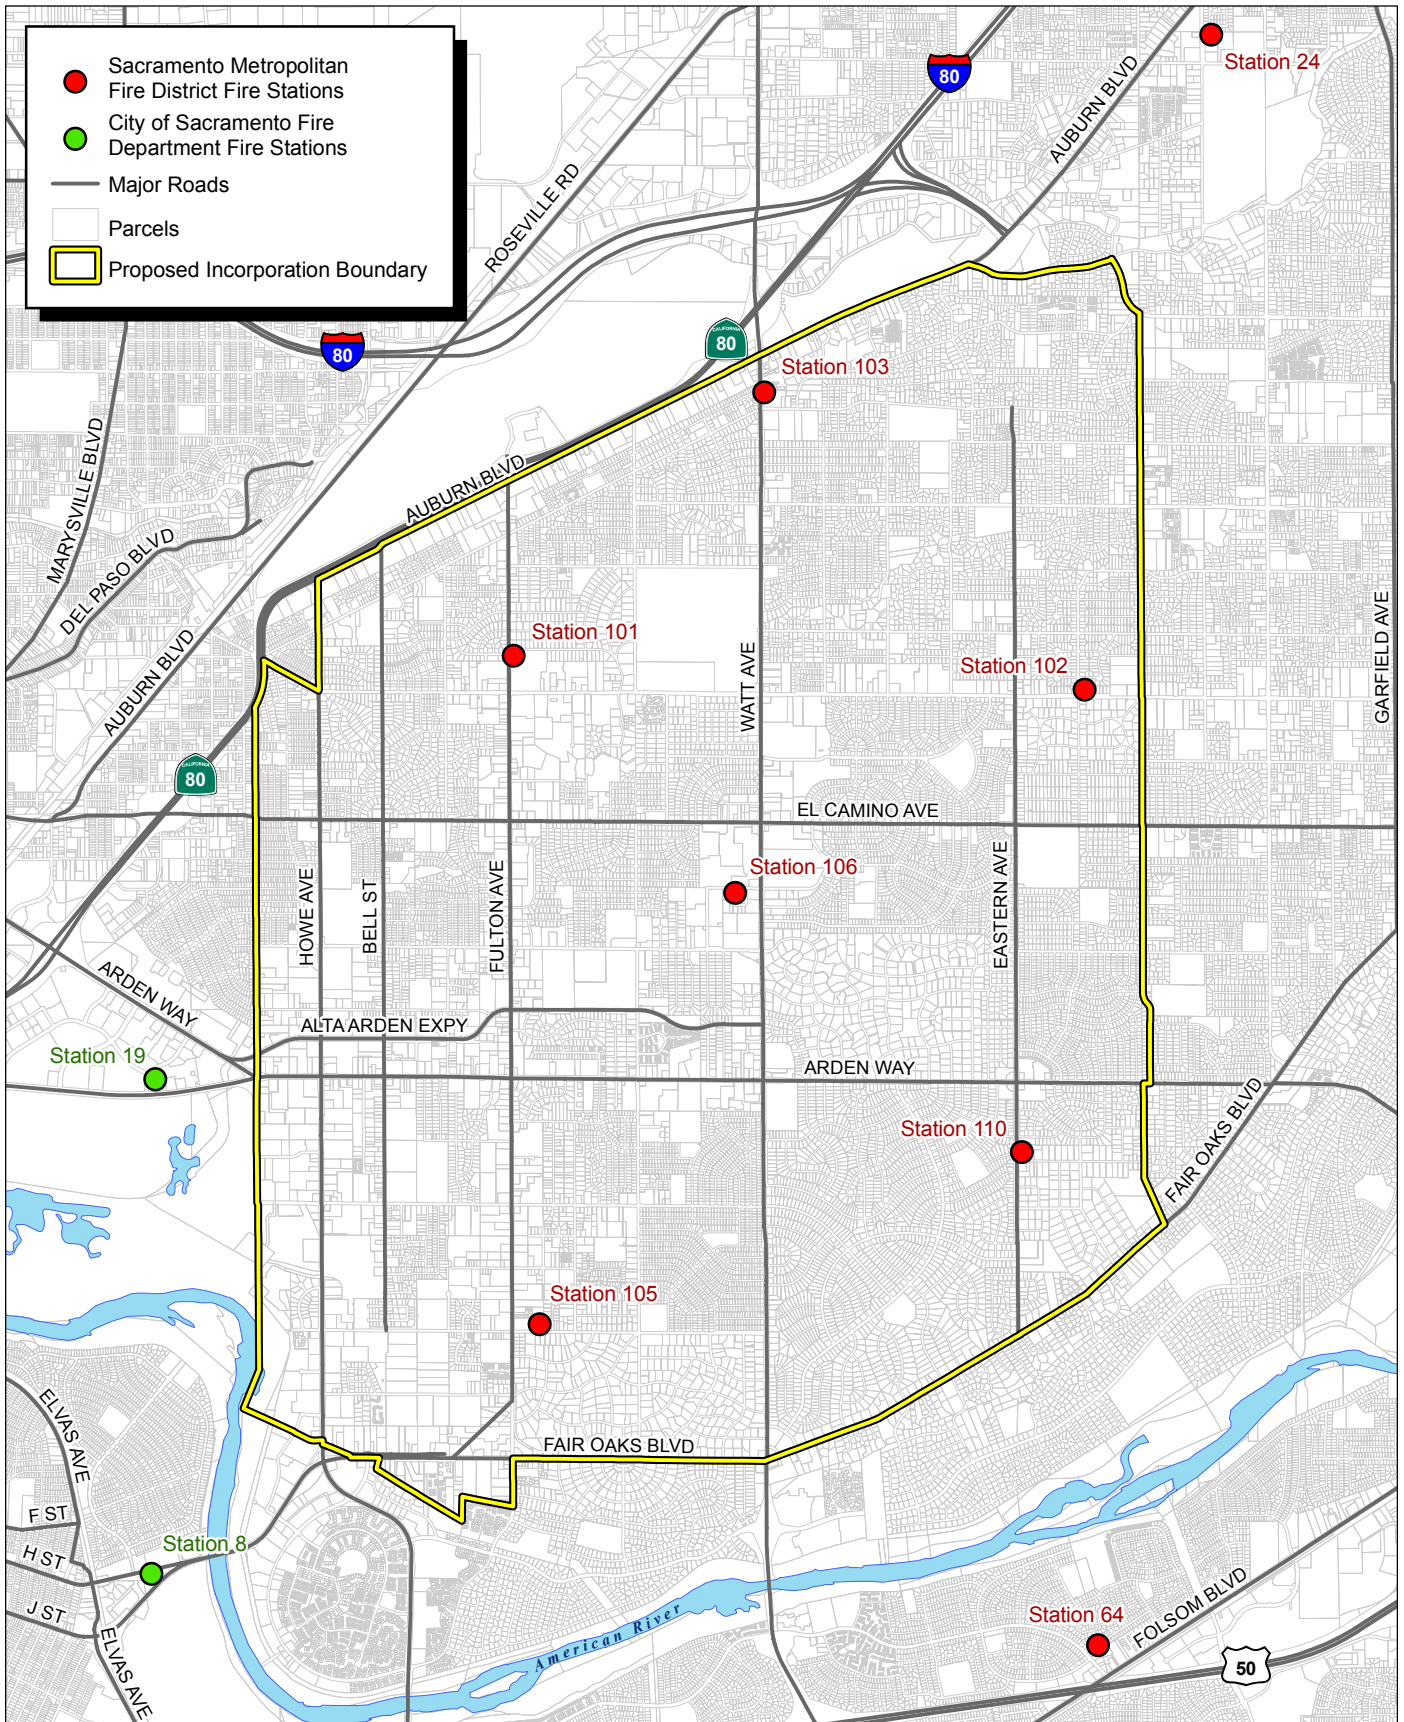 Sacramento Metropolitan
Fire District Fire Stations
City of Sacramento Fire
Department Fire Stations
Major Roads
Parcels
Proposed Incorporation Boundary
Station 24
80
AUBURN BLVD
ROSEVILLE RD
CALIFORNIA
80
80
Station 103
MARYSVILLE BLVD
AUBURN BLVD
DEL PASO BLVD
Station 101
AUBURN BLVD
WATT AVE
Station 102
GARFIELD AVE
CALIFORNIA
80
EL CAMINO AVE
Station 106
HOWE AVE
BELL ST
FULTON AVE
EASTERN AVE
ARDEN WAY
ALTA ARDEN EXPY
Station 19
ARDEN WAY
Station 110
FAIR OAKS BLVD
Station 105
ELVAS AVE
FAIR OAKS BLVD
F ST
H ST
Station 8
J ST
ELVAS AVE
American River
Station 64
FOLSOM BLVD
50